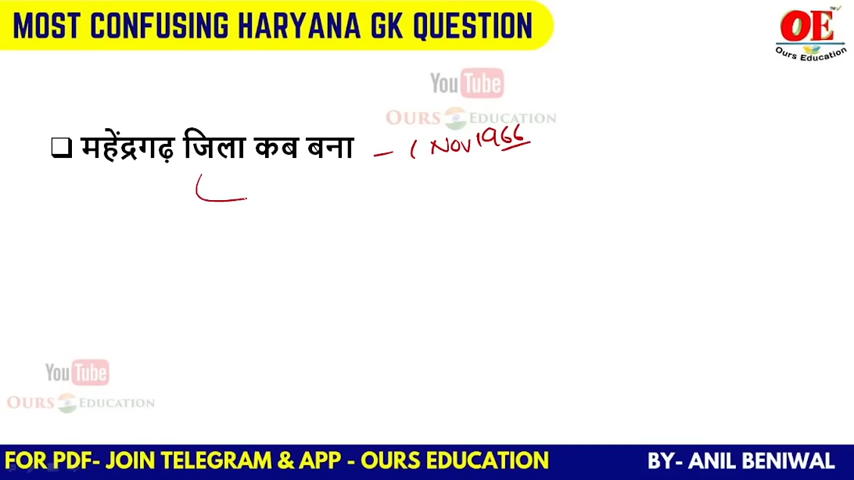 MOST CONFUSING HARYANA GK QUESTION
OE
Ours Education
YouTube
OURS EDUCATION
महेंद्रगढ़ जिला कब बना - 1 Nov 1966
YouTube
OURS EDUCATION
FOR PDF- JOIN TELEGRAM & APP - OURS EDUCATION
BY- ANIL BENIWAL